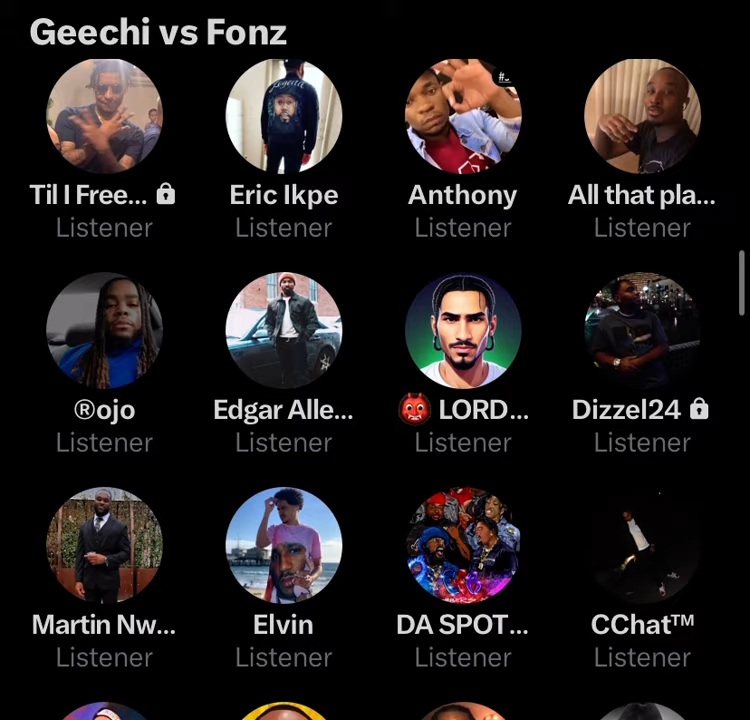 Geechi vs Fonz
Til I Free...
Eric Ikpe
Anthony
All that pla...
Listener
Listener
Listener
Listener
®ojo
Edgar Alle...
👹 LORD...
Dizzel24
Listener
Listener
Listener
Listener
Martin Nw...
Elvin
DA SPOT...
CChat™
Listener
Listener
Listener
Listener